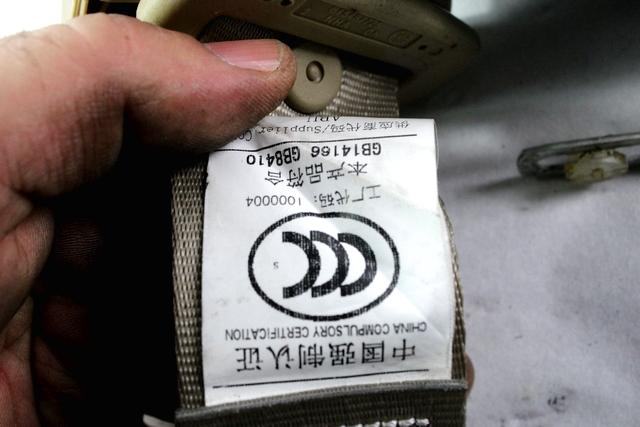 中国强制认证
CHINA COMPULSORY CERTIFICATION
CCC
S
工厂代码: 1000004
本产品符合
GB14166 GB8410
供应商代码/Supplier